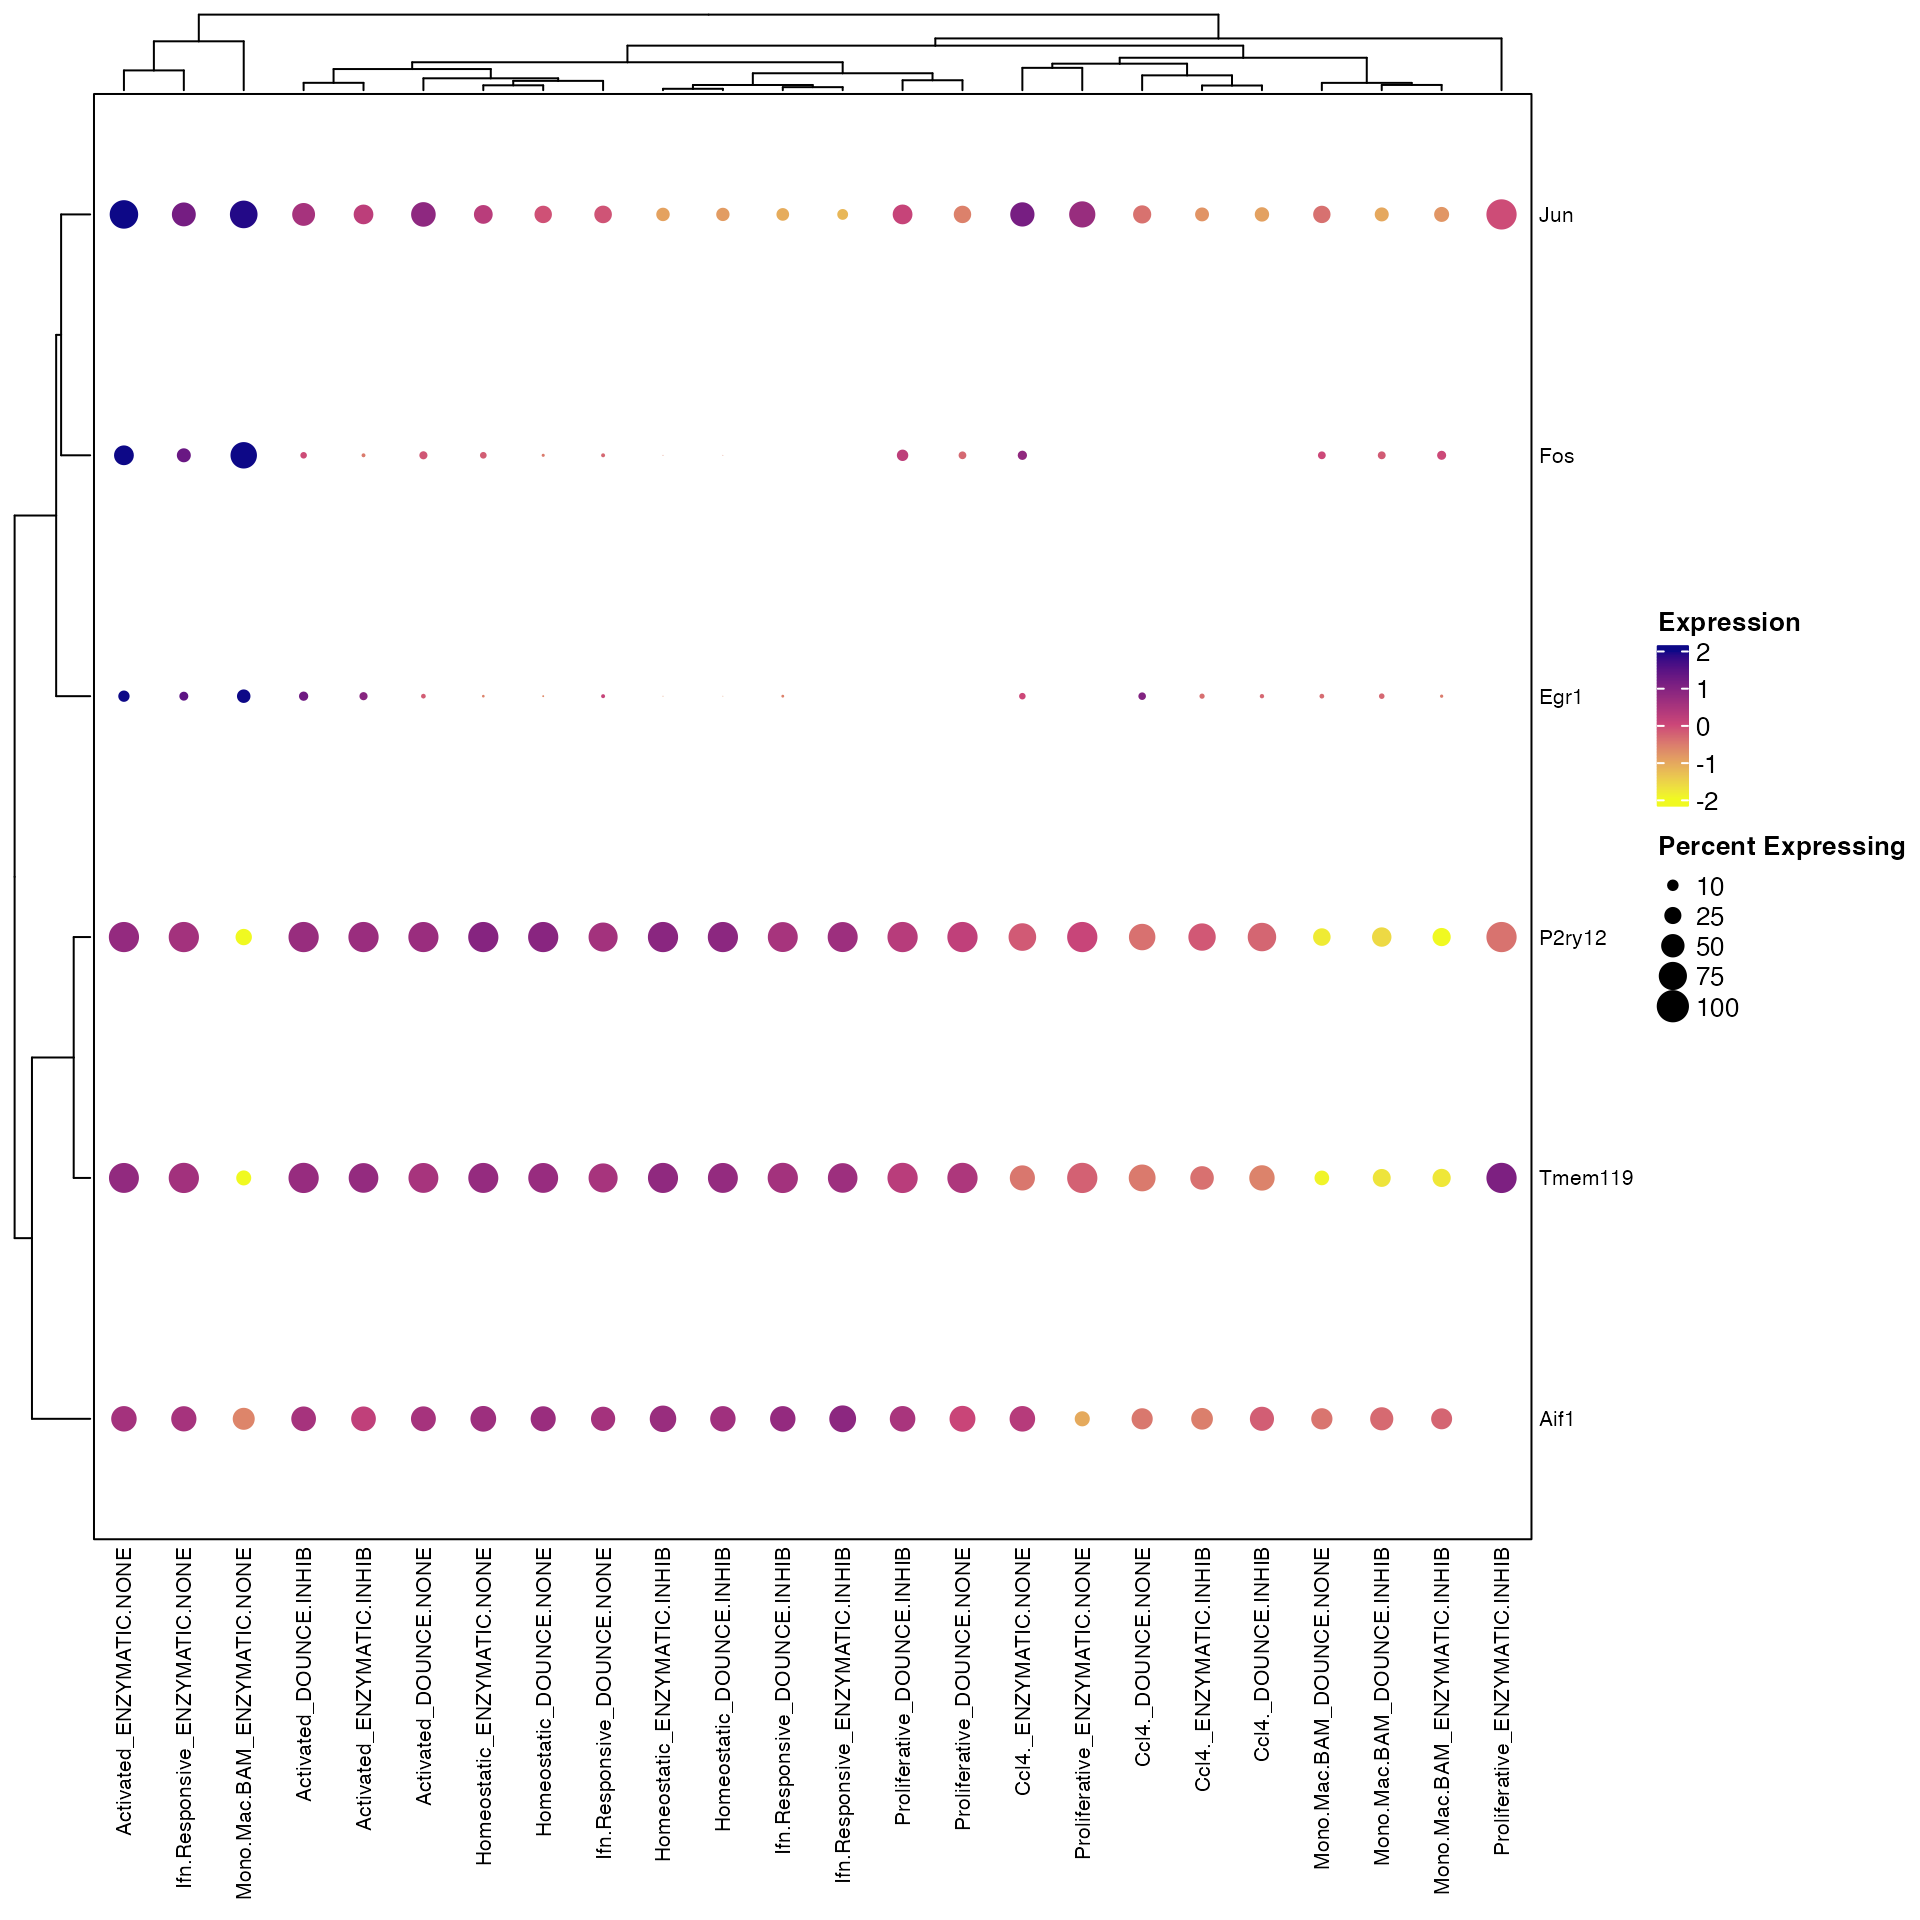 Jun
Fos
Egr1
P2ry12
Tmem119
Aif1
Expression
2
1
0
-1
-2
Percent Expressing
10
25
50
75
100
Activated_ENZYMATIC.NONE
Ifn.Responsive_ENZYMATIC.NONE
Mono.Mac.BAM_ENZYMATIC.NONE
Activated_DOUNCE.INHIB
Activated_ENZYMATIC.INHIB
Activated_DOUNCE.NONE
Homeostatic_ENZYMATIC.NONE
Homeostatic_DOUNCE.NONE
Ifn.Responsive_DOUNCE.NONE
Homeostatic_ENZYMATIC.INHIB
Homeostatic_DOUNCE.INHIB
Ifn.Responsive_DOUNCE.INHIB
Ifn.Responsive_ENZYMATIC.INHIB
Proliferative_DOUNCE.INHIB
Proliferative_DOUNCE.NONE
Ccl4._ENZYMATIC.NONE
Proliferative_ENZYMATIC.NONE
Ccl4._DOUNCE.NONE
Ccl4._ENZYMATIC.INHIB
Ccl4._DOUNCE.INHIB
Mono.Mac.BAM_DOUNCE.NONE
Mono.Mac.BAM_DOUNCE.INHIB
Mono.Mac.BAM_ENZYMATIC.INHIB
Proliferative_ENZYMATIC.INHIB